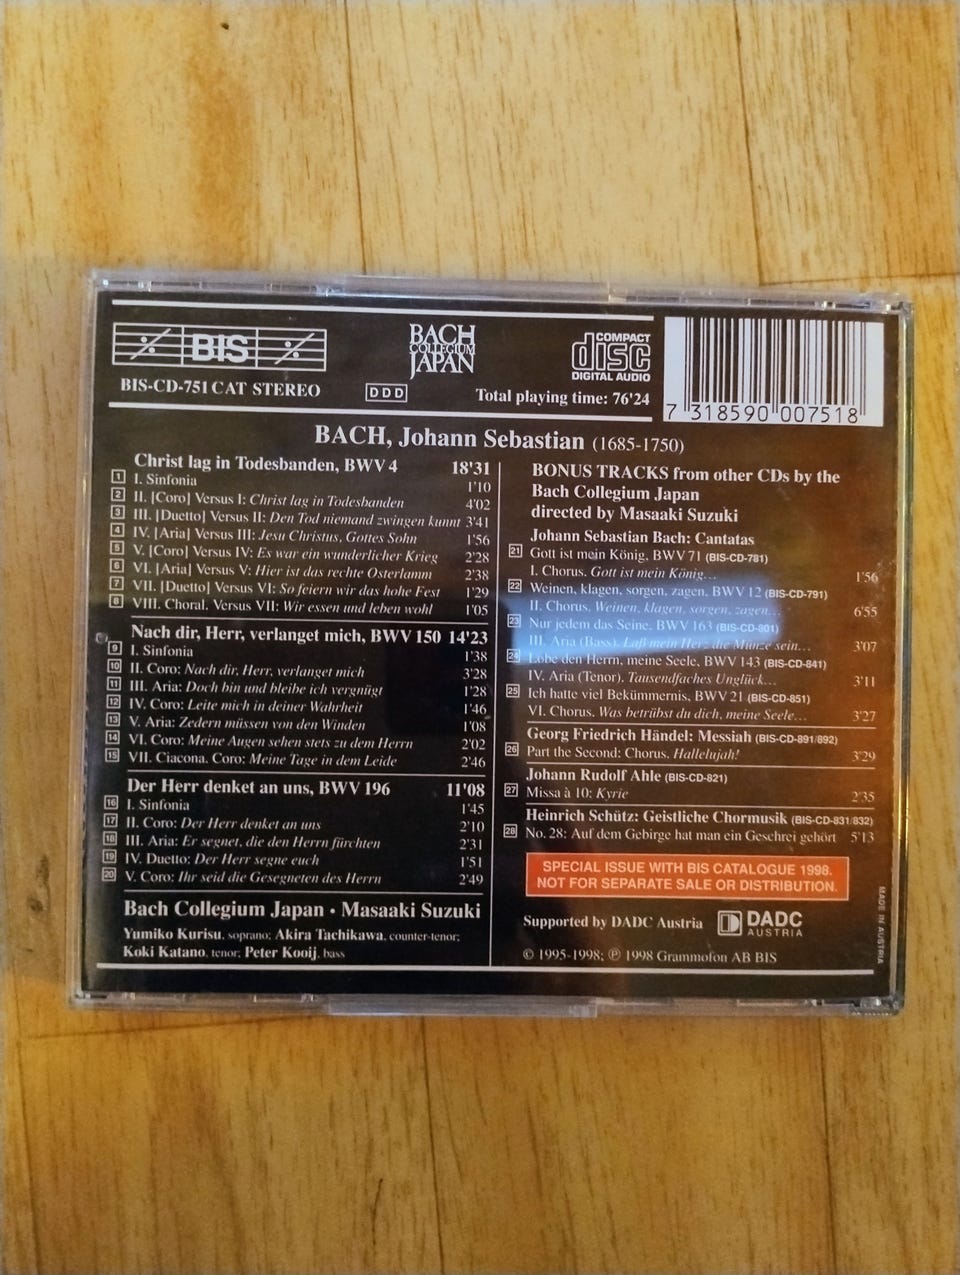 BIS
BACH
COLLEGIUM
JAPAN
COMPACT
disc
DIGITAL AUDIO
BIS-CD-751 CAT STEREO
DDD
Total playing time: 76'24
7 318590 007518
BACH, Johann Sebastian (1685-1750)
Christ lag in Todesbanden, BWV 4 18'31
1 I. Sinfonia 1'10
2 II. [Coro] Versus I: Christ lag in Todesbanden 4'02
3 III. [Duetto] Versus II: Den Tod niemand zwingen kunnt 3'41
4 IV. [Aria] Versus III: Jesu Christus, Gottes Sohn 1'56
5 V. [Coro] Versus IV: Es war ein wunderlicher Krieg 2'28
6 VI. [Aria] Versus V: Hier ist das rechte Osterlamm 2'38
7 VII. [Duetto] Versus VI: So feiern wir das hohe Fest 1'29
8 VIII. Choral. Versus VII: Wir essen und leben wohl 1'05
Nach dir, Herr, verlanget mich, BWV 150 14'23
9 I. Sinfonia 1'38
10 II. Coro: Nach dir, Herr, verlanget mich 3'28
11 III. Aria: Doch bin und bleibe ich vergnügt 1'28
12 IV. Coro: Leite mich in deiner Wahrheit 1'46
13 V. Aria: Zedern müssen von den Winden 1'08
14 VI. Coro: Meine Augen sehen stets zu dem Herrn 2'02
15 VII. Ciacona. Coro: Meine Tage in dem Leide 2'46
Der Herr denket an uns, BWV 196 11'08
16 I. Sinfonia 1'45
17 II. Coro: Der Herr denket an uns 2'10
18 III. Aria: Er segnet, die den Herrn fürchten 2'31
19 IV. Duetto: Der Herr segne euch 1'51
20 V. Coro: Ihr seid die Gesegneten des Herrn 2'49
Bach Collegium Japan • Masaaki Suzuki
Yumiko Kurisu, soprano; Akira Tachikawa, counter-tenor;
Koki Katano, tenor; Peter Kooij, bass
BONUS TRACKS from other CDs by the
Bach Collegium Japan
directed by Masaaki Suzuki
Johann Sebastian Bach: Cantatas
21 Gott ist mein König, BWV 71 (BIS-CD-781)
I. Chorus. Gott ist mein König... 1'56
22 Weinen, klagen, sorgen, zagen, BWV 12 (BIS-CD-791)
II. Chorus. Weinen, klagen, sorgen, zagen... 6'55
23 Nur jedem das Seine, BWV 163 (BIS-CD-801)
III. Aria (Bass). Laß mein Herz die Münze sein... 3'07
24 Lobe den Herrn, meine Seele, BWV 143 (BIS-CD-841)
IV. Aria (Tenor). Tausendfaches Unglück... 3'11
25 Ich hatte viel Bekümmernis, BWV 21 (BIS-CD-851)
VI. Chorus. Was betrübst du dich, meine Seele... 3'27
Georg Friedrich Händel: Messiah (BIS-CD-891/892)
26 Part the Second: Chorus. Hallelujah! 3'29
Johann Rudolf Ahle (BIS-CD-821)
27 Missa à 10: Kyrie 2'35
Heinrich Schütz: Geistliche Chormusik (BIS-CD-831/832)
28 No. 28: Auf dem Gebirge hat man ein Geschrei gehört 5'13
SPECIAL ISSUE WITH BIS CATALOGUE 1998.
NOT FOR SEPARATE SALE OR DISTRIBUTION.
Supported by DADC Austria
DADC
AUSTRIA
© 1995-1998; ℗ 1998 Grammofon AB BIS
MADE IN AUSTRIA